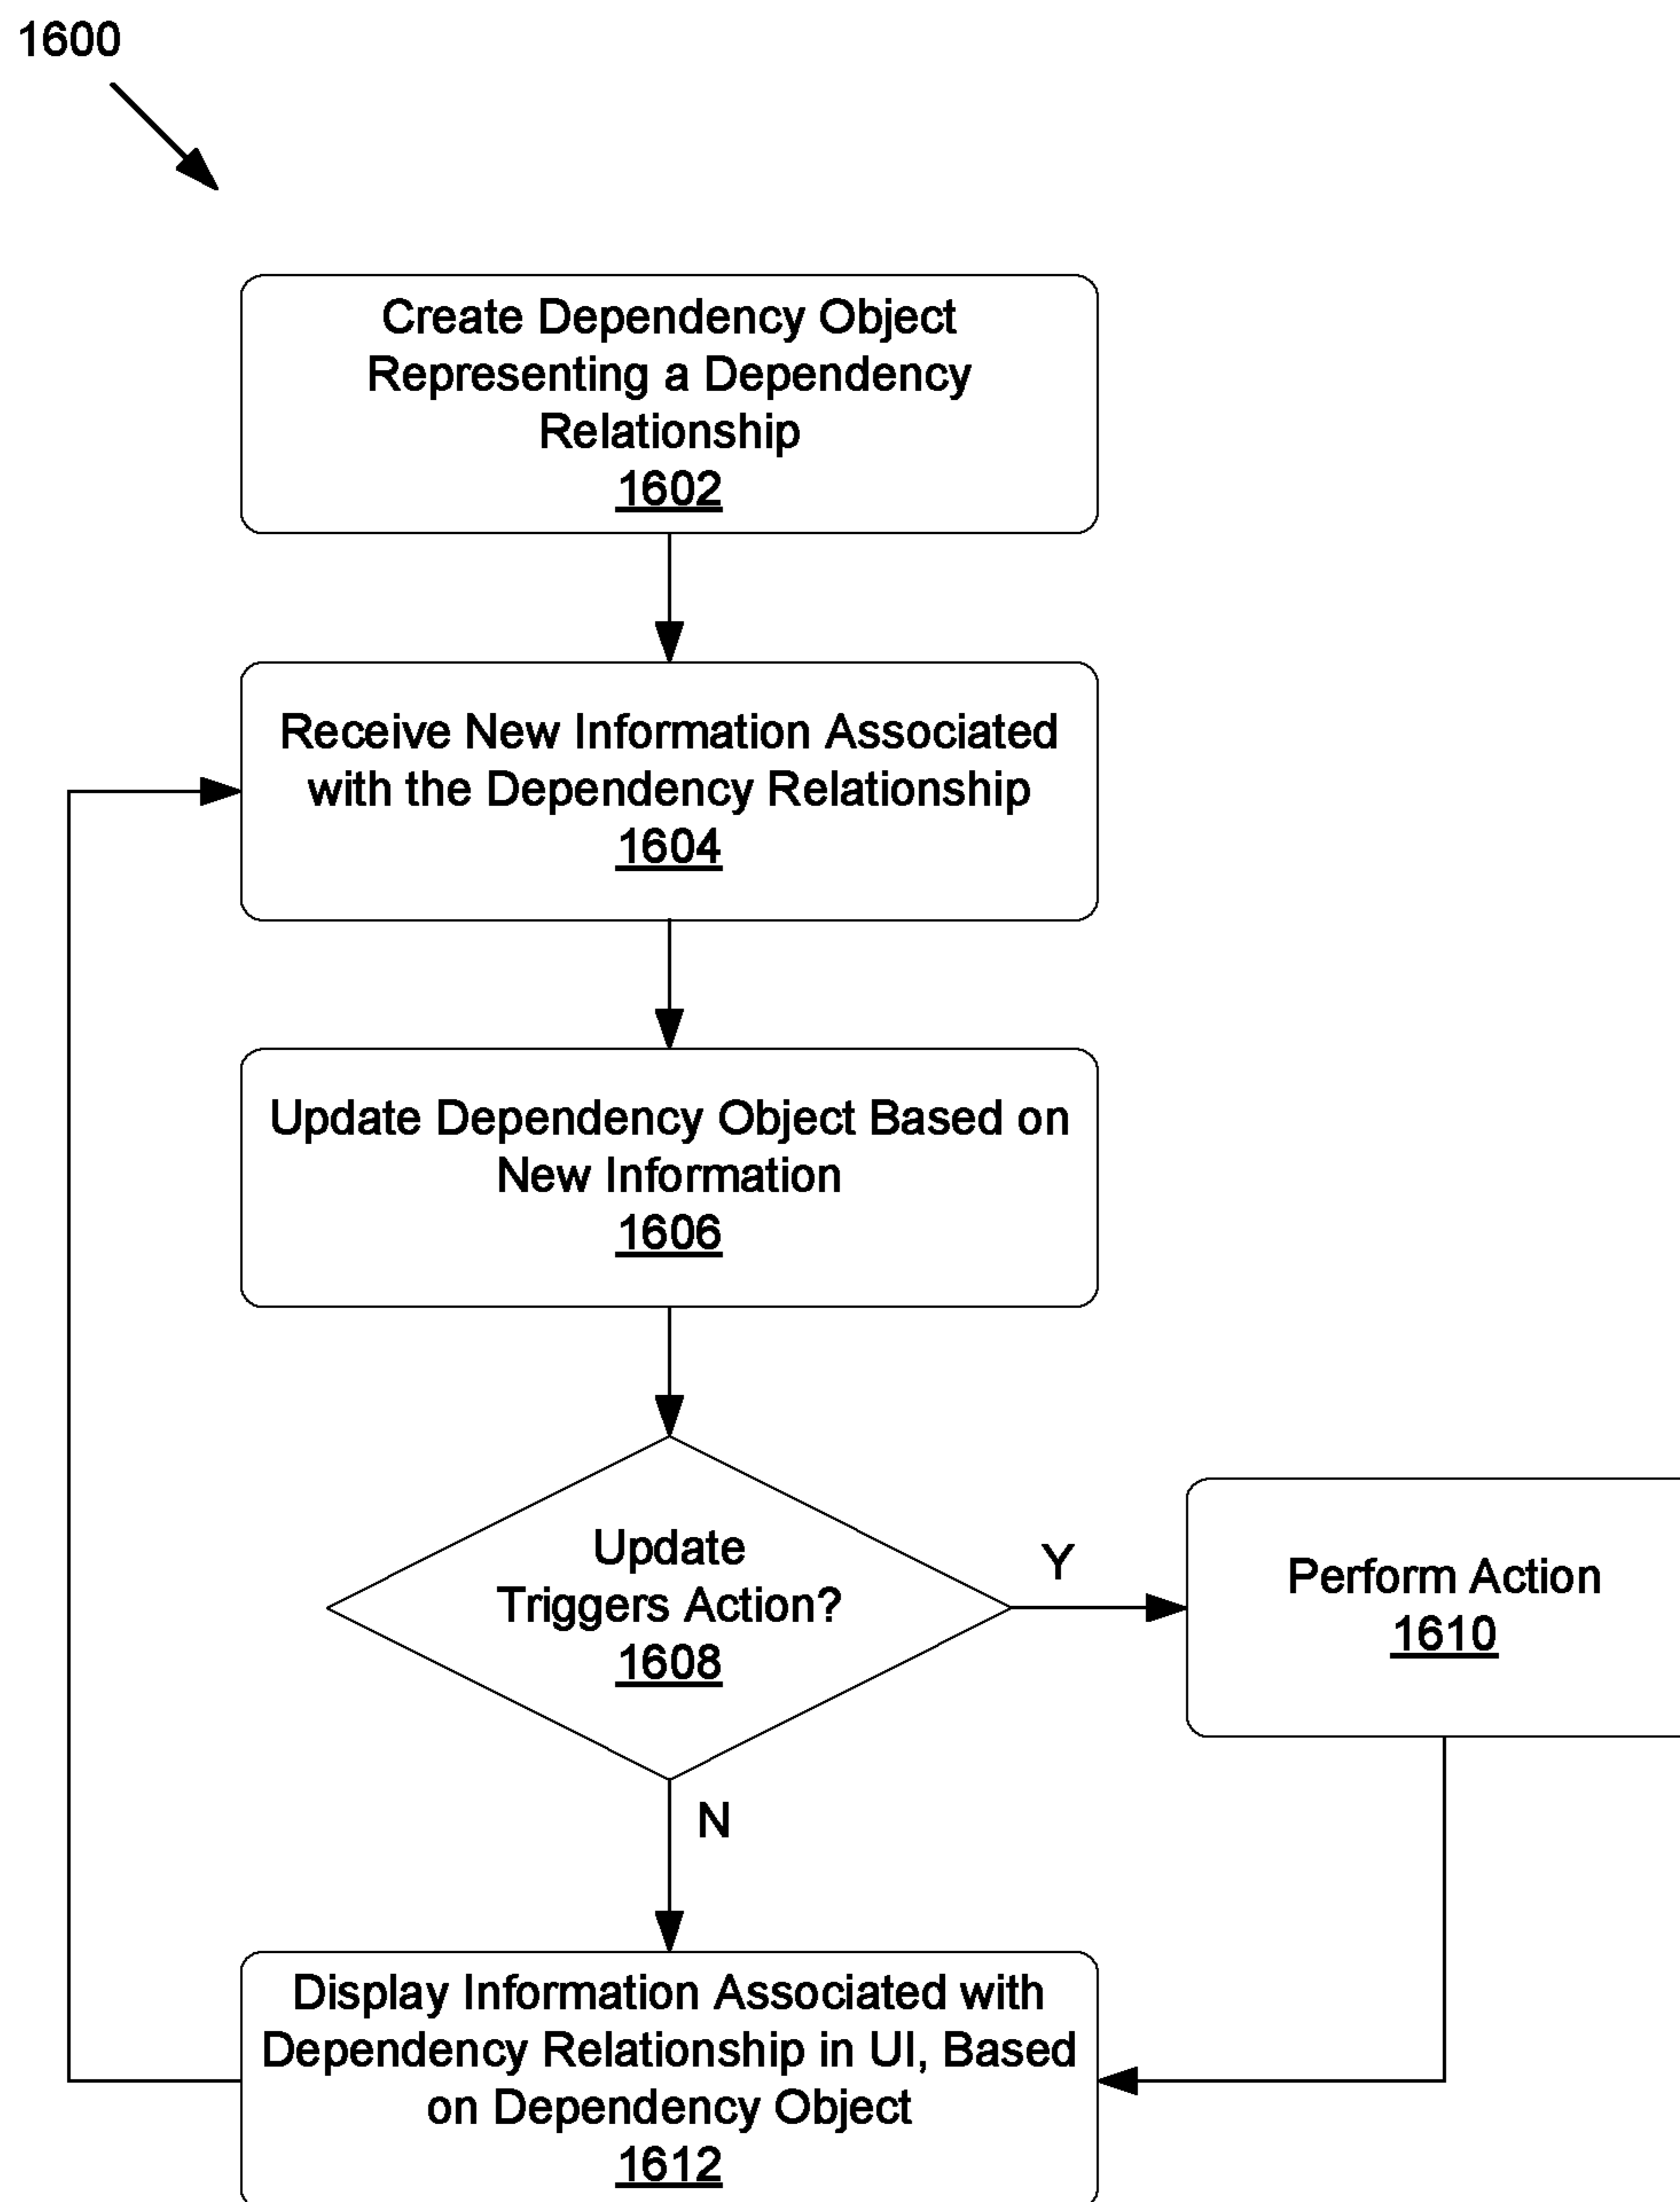 1600
Create Dependency Object
Representing a Dependency
Relationship
1602
Receive New Information Associated
with the Dependency Relationship
1604
Update Dependency Object Based on
New Information
1606
Update
Triggers Action?
1608
Y
Perform Action
1610
N
Display Information Associated with
Dependency Relationship in UI, Based
on Dependency Object
1612